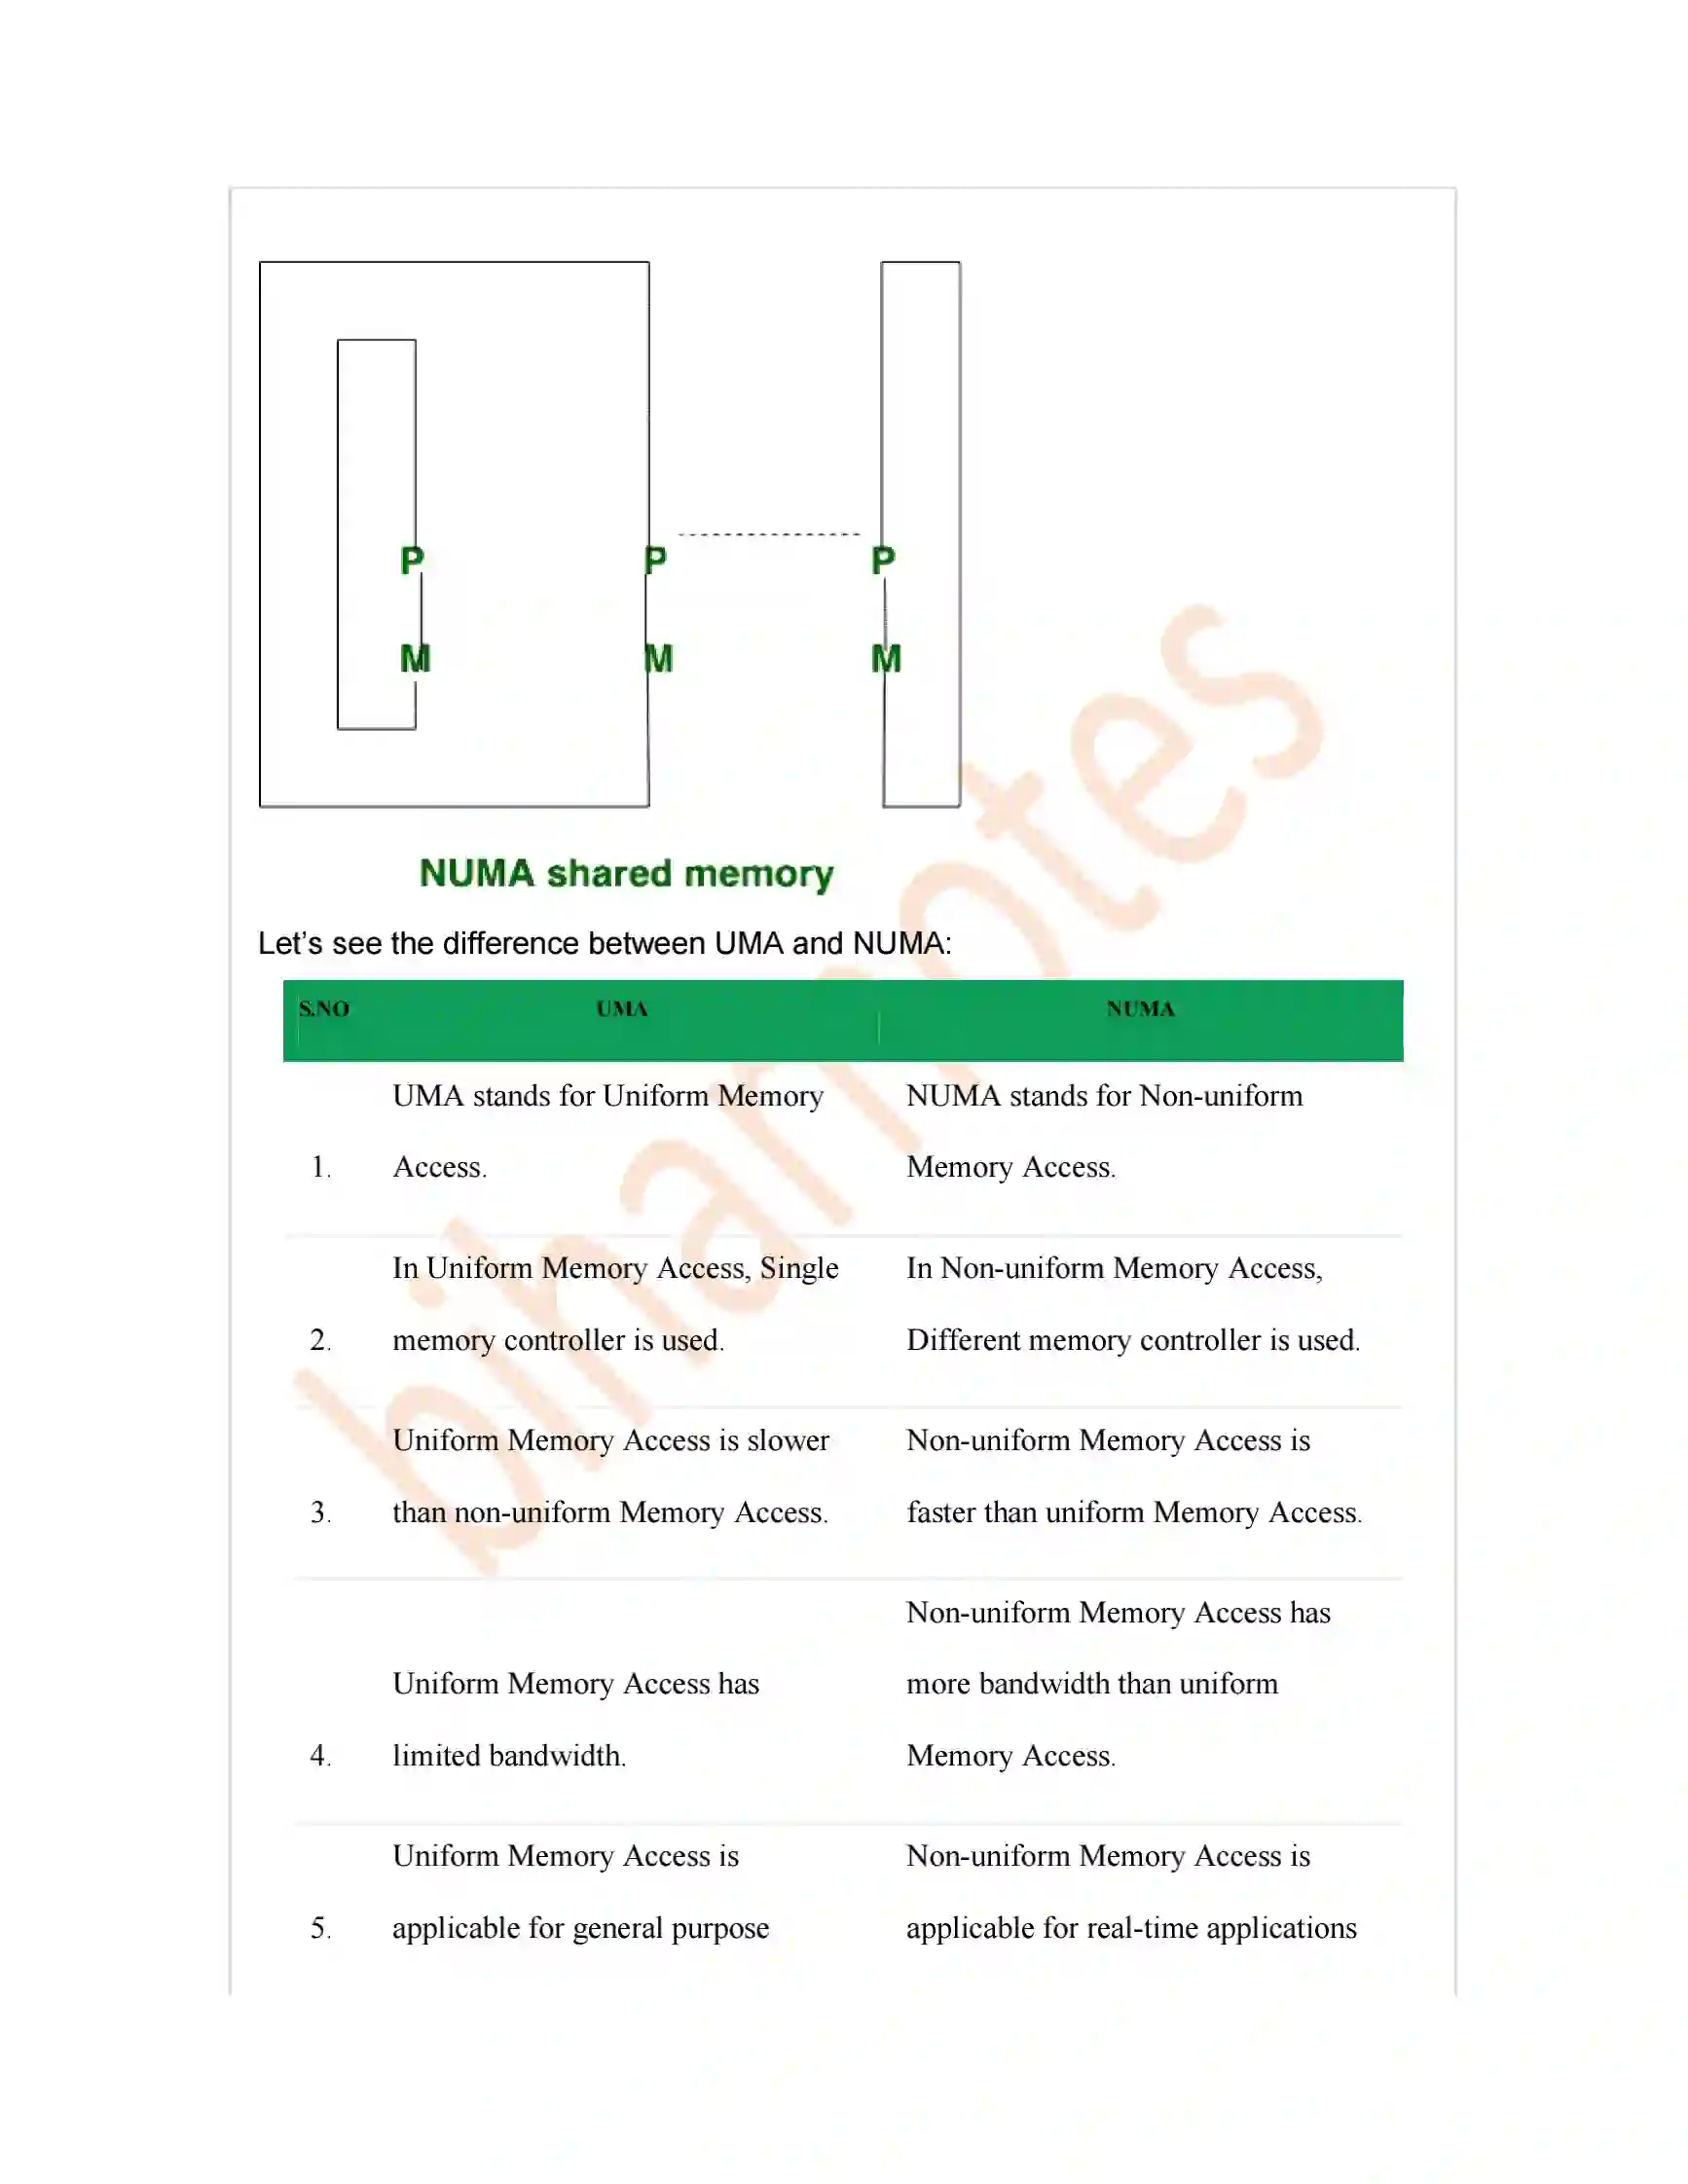 P P P
M M M
NUMA shared memory
Let’s see the difference between UMA and NUMA:
S.NO UMA NUMA
UMA stands for Uniform Memory NUMA stands for Non-uniform
1. Access. Memory Access.
In Uniform Memory Access, Single In Non-uniform Memory Access,
2. memory controller is used. Different memory controller is used.
Uniform Memory Access is slower Non-uniform Memory Access is
3. than non-uniform Memory Access. faster than uniform Memory Access.
Non-uniform Memory Access has
Uniform Memory Access has more bandwidth than uniform
4. limited bandwidth. Memory Access.
Uniform Memory Access is Non-uniform Memory Access is
5. applicable for general purpose applicable for real-time applications
biharnotes